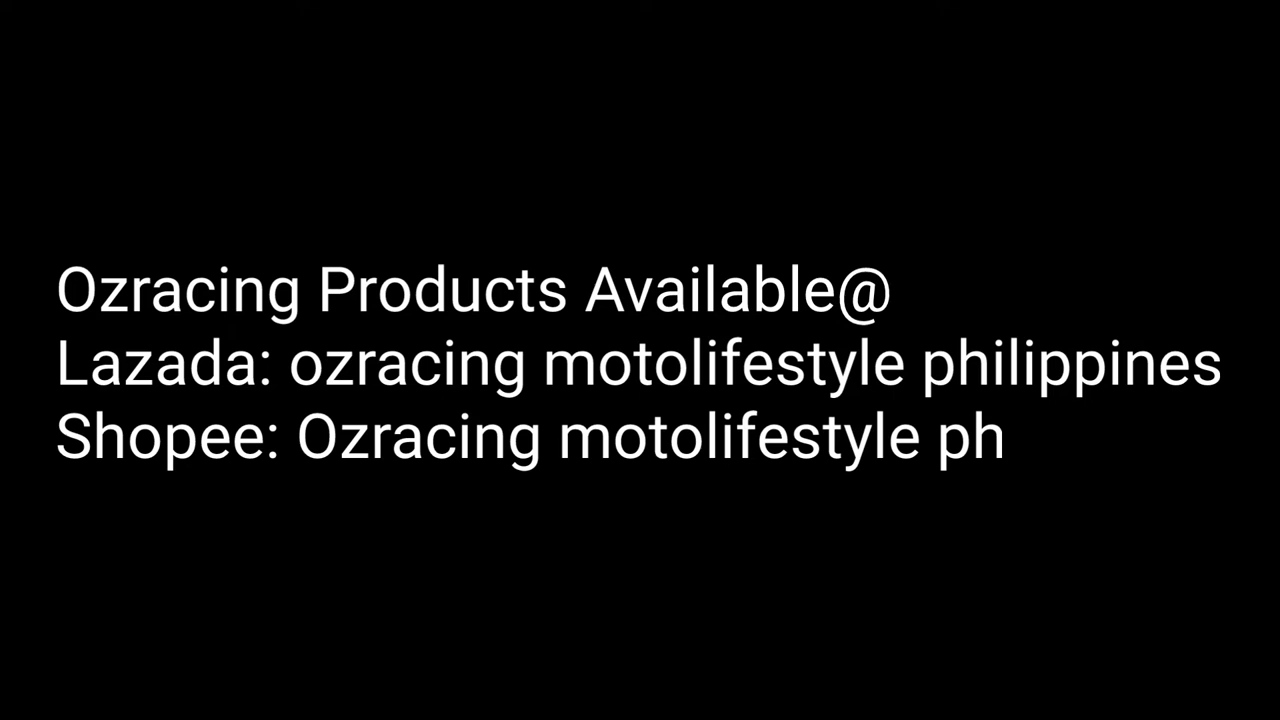 Ozracing Products Available@
Lazada: ozracing motolifestyle philippines
Shopee: Ozracing motolifestyle ph